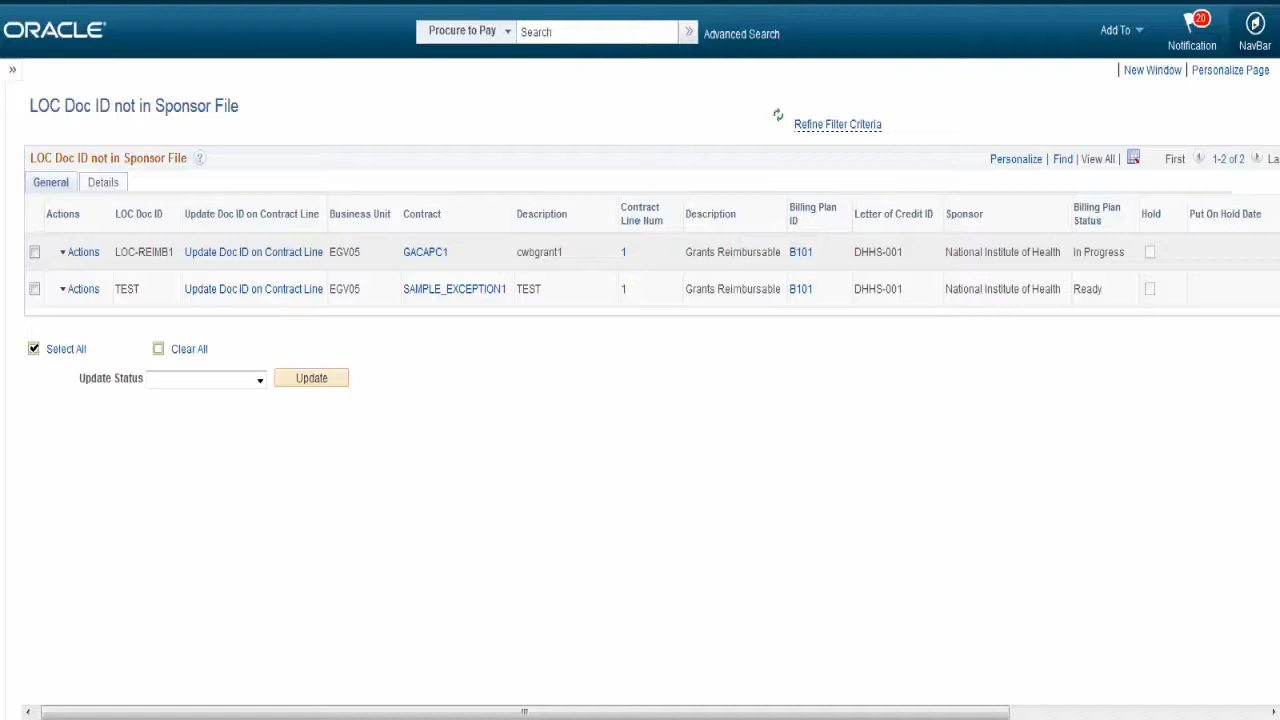 ORACLE
Procure to Pay Search Advanced Search Add To 20 Notification NavBar
New Window Personalize Page
LOC Doc ID not in Sponsor File
Refine Filter Criteria
LOC Doc ID not in Sponsor File ? Personalize | Find | View All | First 1-2 of 2 La
General Details
Actions LOC Doc ID Update Doc ID on Contract Line Business Unit Contract Description Contract Line Num Description Billing Plan ID Letter of Credit ID Sponsor Billing Plan Status Hold Put On Hold Date
Actions LOC-REIMB1 Update Doc ID on Contract Line EGV05 GACAPC1 cwbgrant1 1 Grants Reimbursable B101 DHHS-001 National Institute of Health In Progress
Actions TEST Update Doc ID on Contract Line EGV05 SAMPLE_EXCEPTION1 TEST 1 Grants Reimbursable B101 DHHS-001 National Institute of Health Ready
Select All Clear All
Update Status Update